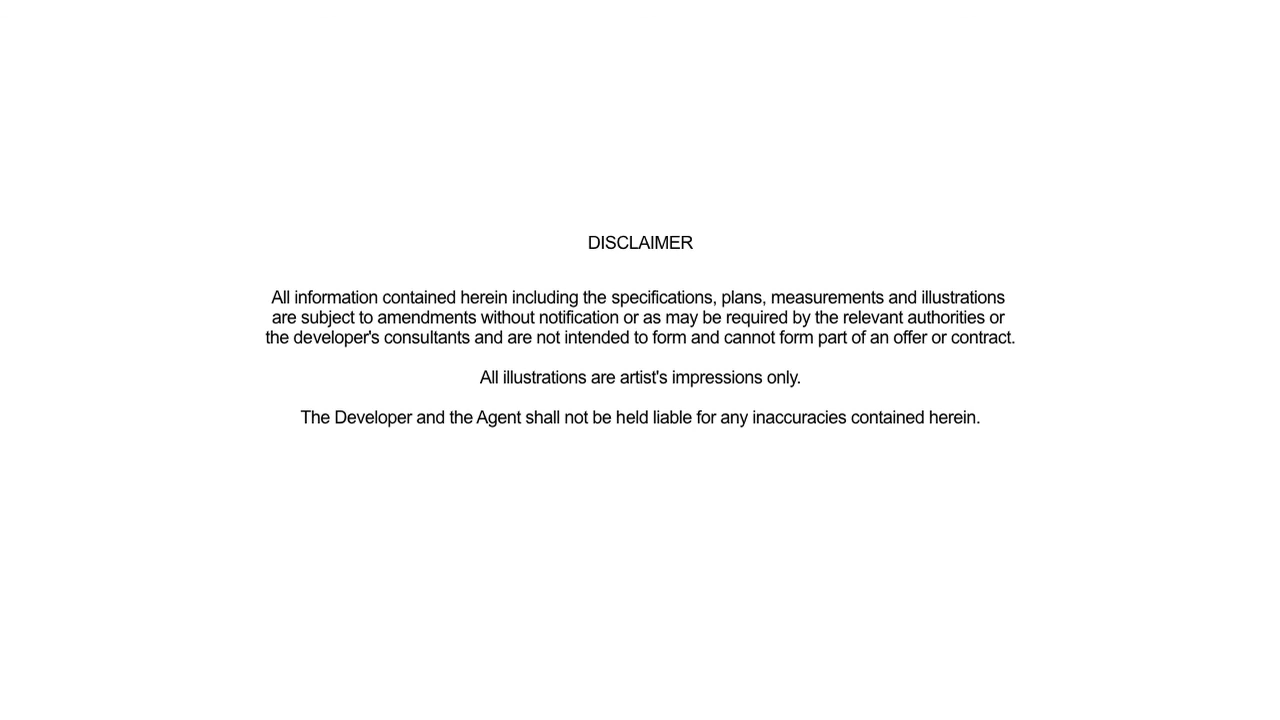 DISCLAIMER
All information contained herein including the specifications, plans, measurements and illustrations
are subject to amendments without notification or as may be required by the relevant authorities or
the developer's consultants and are not intended to form and cannot form part of an offer or contract.
All illustrations are artist's impressions only.
The Developer and the Agent shall not be held liable for any inaccuracies contained herein.